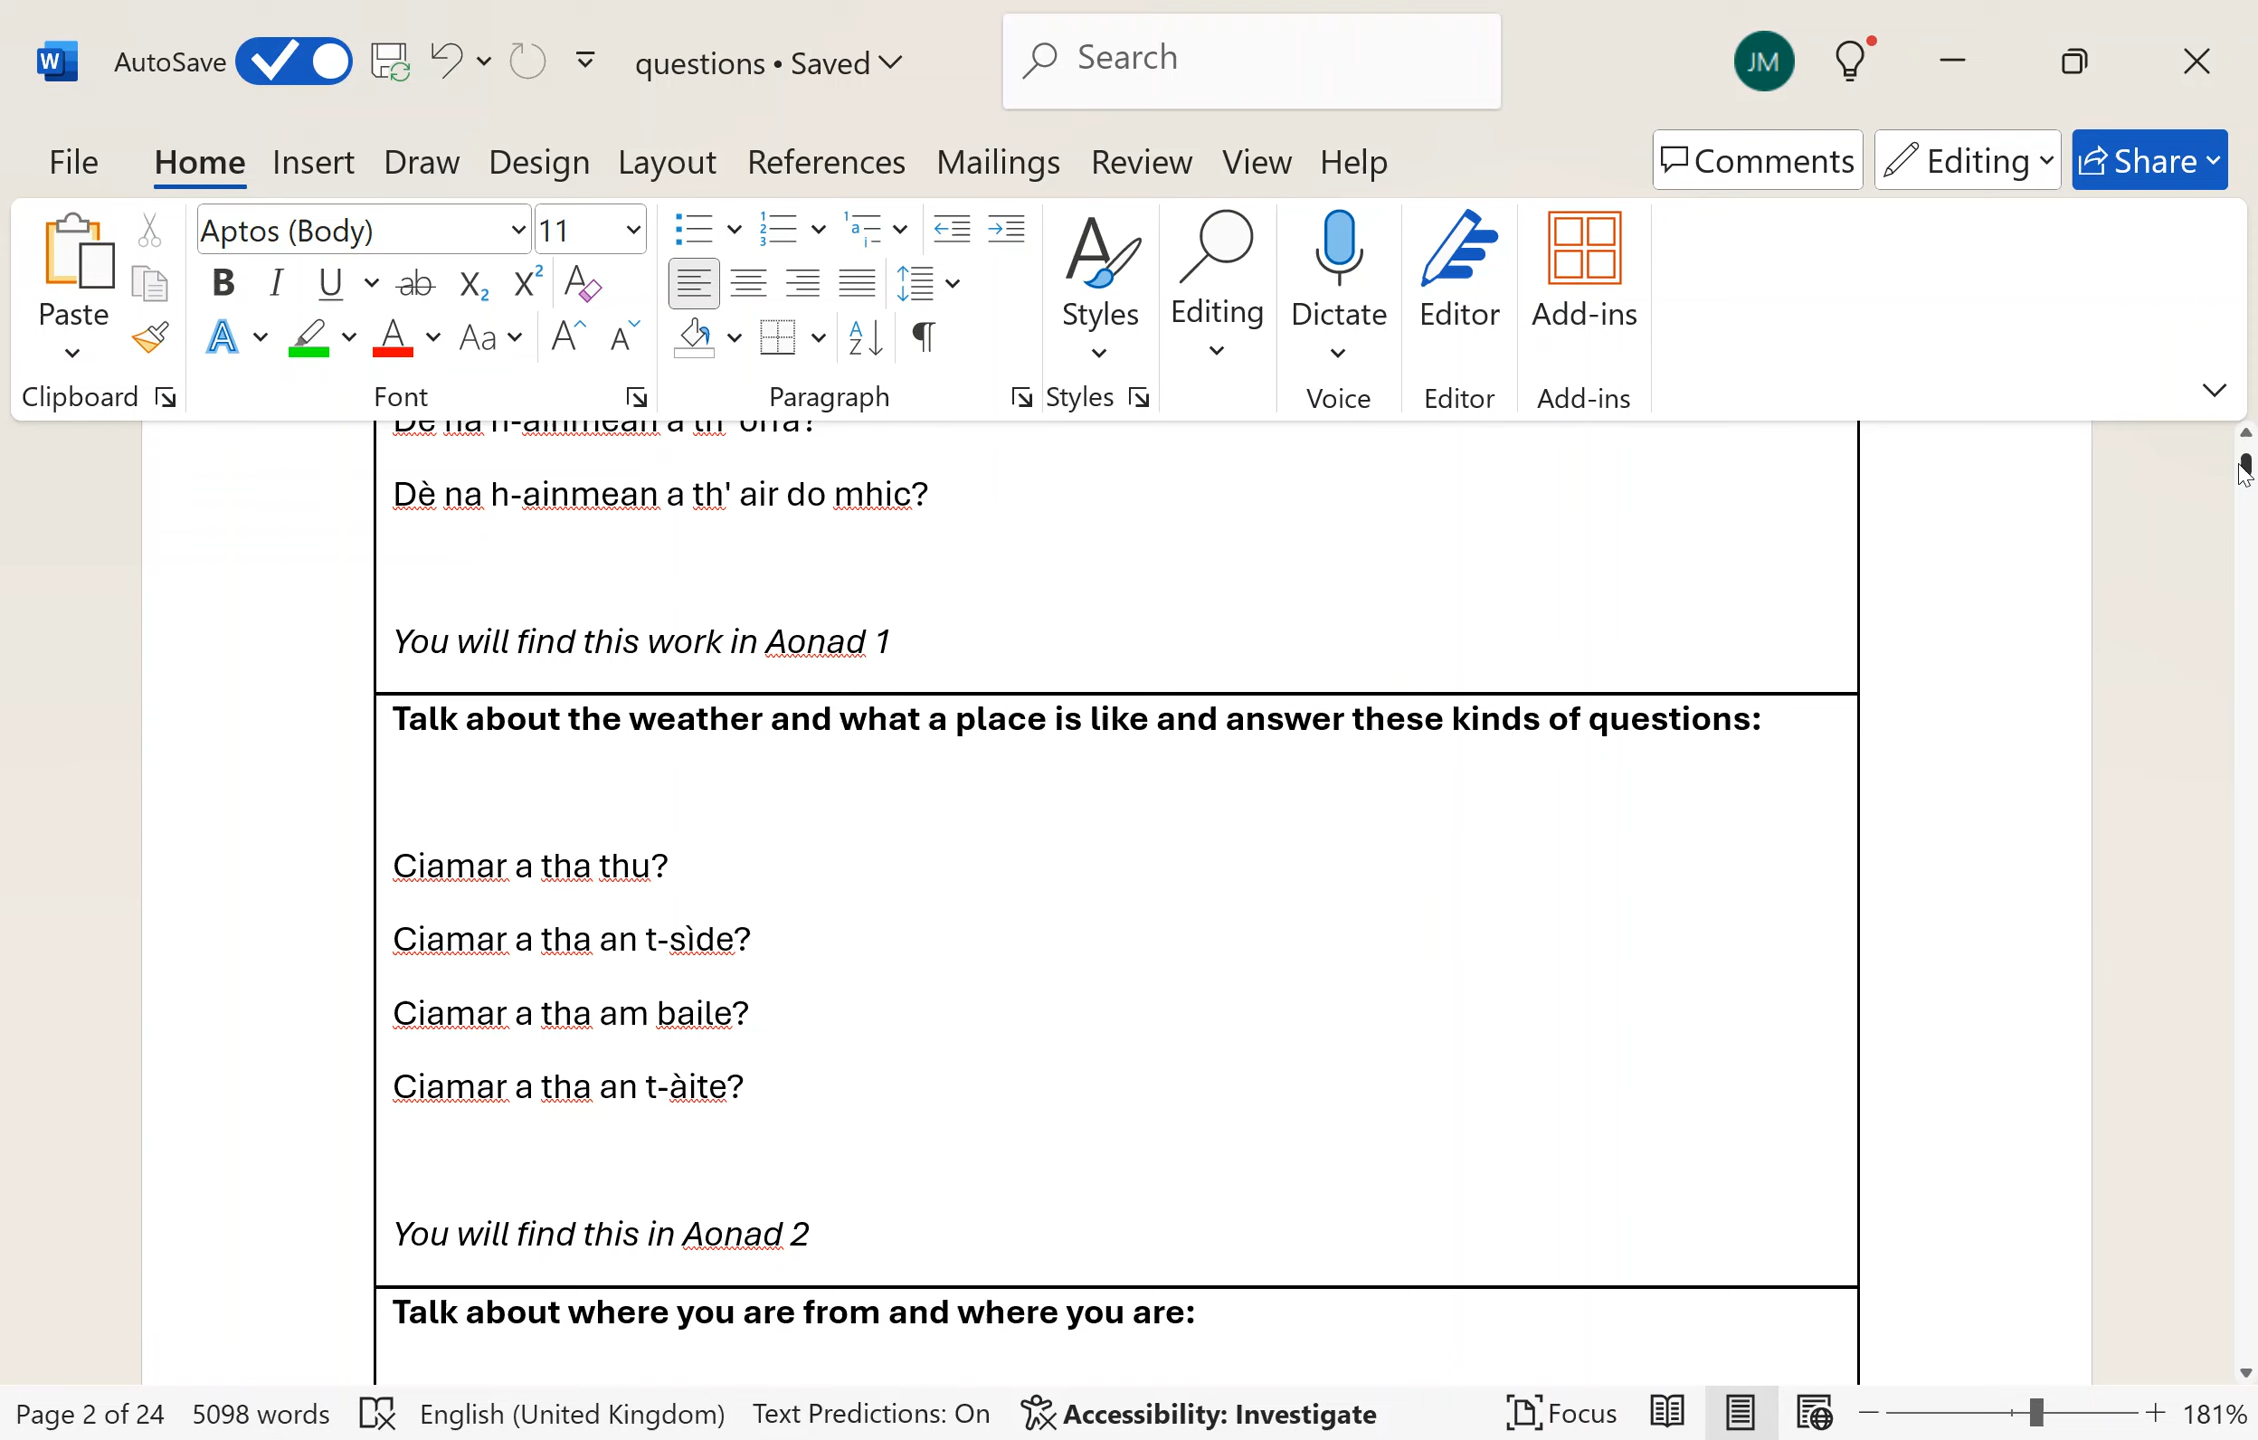 AutoSave
questions • Saved
Search
JM
File Home Insert Draw Design Layout References Mailings Review View Help
Comments Editing Share
Paste
Aptos (Body) 11
Styles Editing Dictate Editor Add-ins
Clipboard Font Paragraph Styles Voice Editor Add-ins
Dè na h-ainmean a th' orra?
Dè na h-ainmean a th' air do mhic?
You will find this work in Aonad 1
Talk about the weather and what a place is like and answer these kinds of questions:
Ciamar a tha thu?
Ciamar a tha an t-sìde?
Ciamar a tha am baile?
Ciamar a tha an t-àite?
You will find this in Aonad 2
Talk about where you are from and where you are:
Page 2 of 24 5098 words English (United Kingdom) Text Predictions: On Accessibility: Investigate Focus 181%